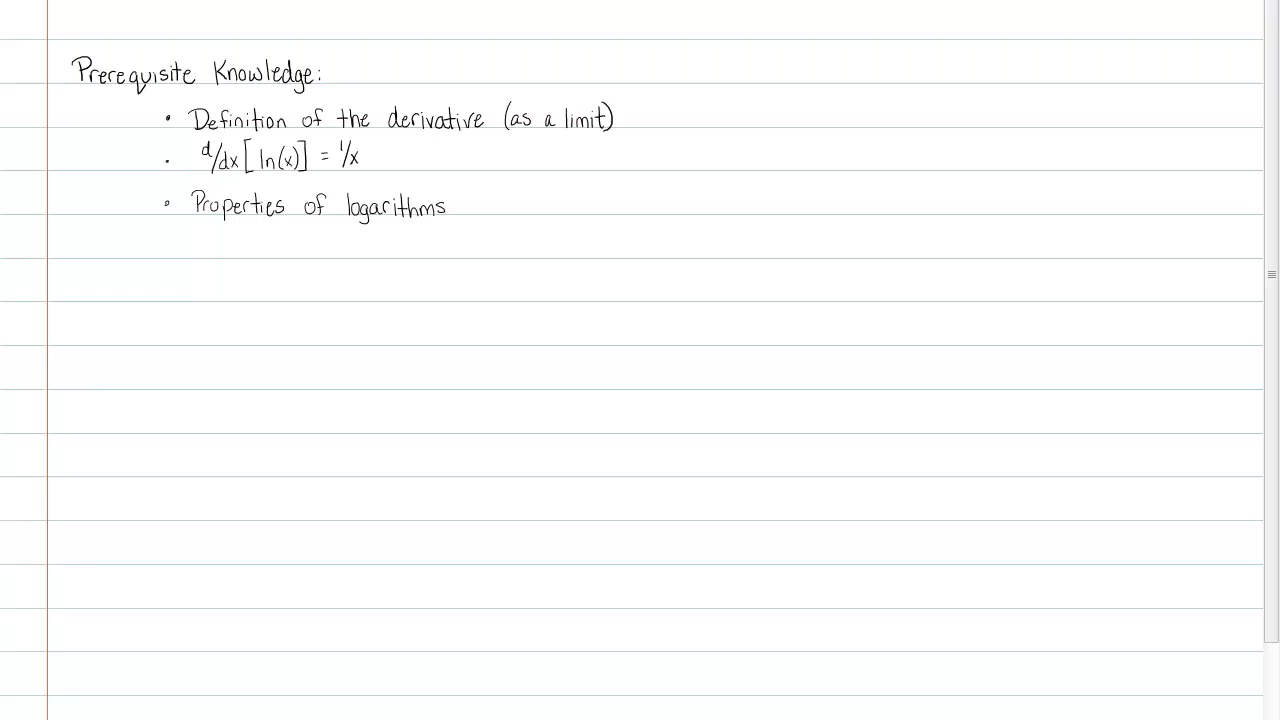 Prerequisite Knowledge:
• Definition of the derivative (as a limit)
• d/dx [ln(x)] = 1/x
• Properties of logarithms